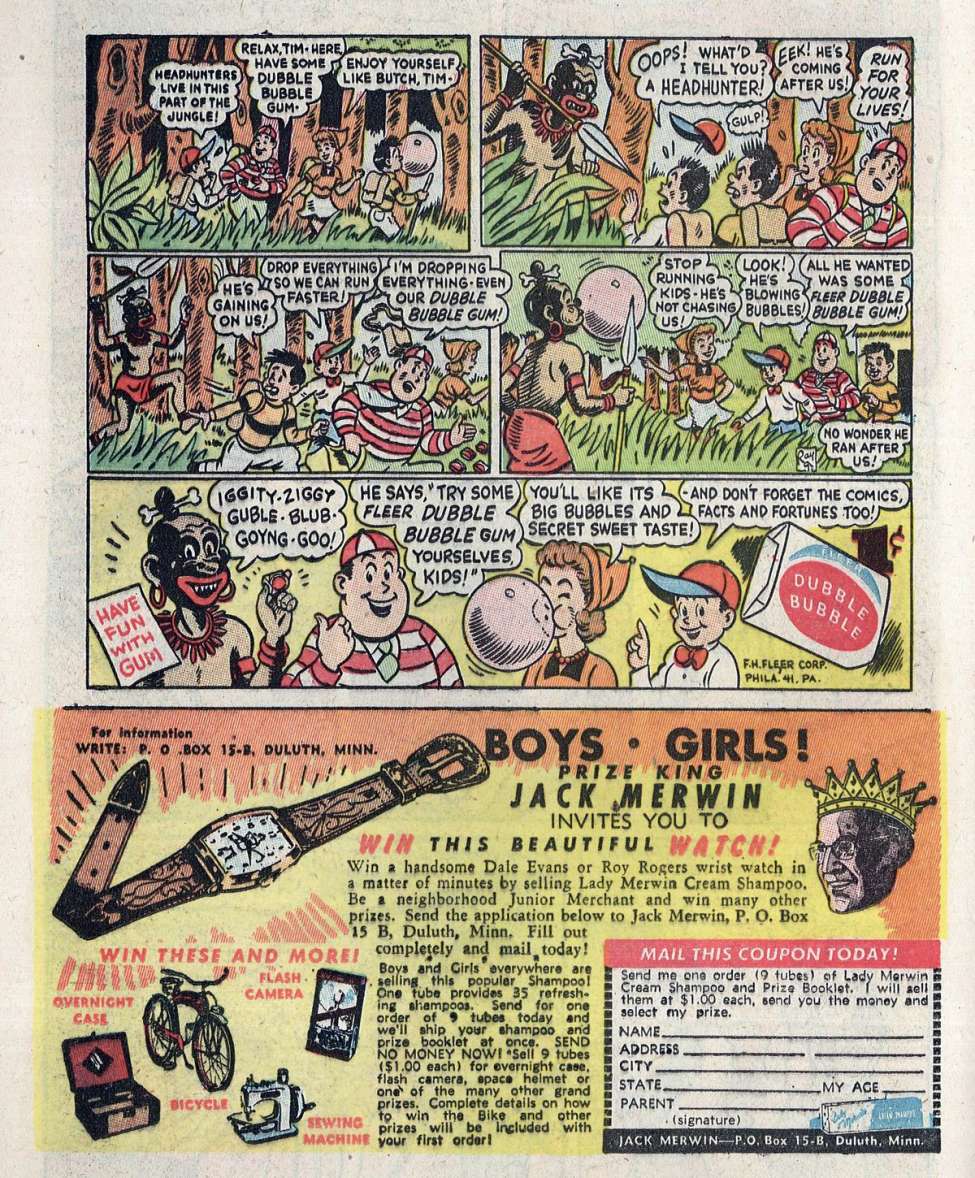 HEADHUNTERS
LIVE IN THIS
PART OF THE
JUNGLE!
RELAX, TIM-HERE,
HAVE SOME
DUBBLE
BUBBLE
GUM-
ENJOY YOURSELF
LIKE BUTCH, TIM-
OOPS! WHAT'D
I TELL YOU?
A HEADHUNTER!
GULP!
EEK! HE'S
COMING
AFTER US!
RUN
FOR
YOUR
LIVES!
HE'S
GAINING
ON US!
DROP EVERYTHING
SO WE CAN RUN
FASTER!
I'M DROPPING
EVERYTHING-EVEN
OUR DUBBLE
BUBBLE GUM!
STOP
RUNNING
KIDS-HE'S
NOT CHASING
US!
LOOK!
HE'S
BLOWING
BUBBLES!
ALL HE WANTED
WAS SOME
FLEER DUBBLE
BUBBLE GUM!
NO WONDER HE
RAN AFTER
US!
Ray
HAVE
FUN
WITH
GUM
IGGITY-ZIGGY
GUBLE-BLUB-
GOYNG-GOO!
HE SAYS, "TRY SOME
FLEER DUBBLE
BUBBLE GUM
YOURSELVES,
KIDS!"
YOU'LL LIKE ITS
BIG BUBBLES AND
SECRET SWEET TASTE!
-AND DON'T FORGET THE COMICS,
FACTS AND FORTUNES TOO!
1¢
FLEER
DUBBLE
BUBBLE
F.H. FLEER CORP.
PHILA. 41, PA.
For Information
WRITE: P. O .BOX 15-B, DULUTH, MINN.
BOYS • GIRLS!
PRIZE KING
JACK MERWIN
INVITES YOU TO
WIN THIS BEAUTIFUL WATCH!
Win a handsome Dale Evans or Roy Rogers wrist watch in
a matter of minutes by selling Lady Merwin Cream Shampoo.
Be a neighborhood Junior Merchant and win many other
prizes. Send the application below to Jack Merwin, P. O. Box
15 B, Duluth, Minn. Fill out
completely and mail today!
WIN THESE AND MORE!
OVERNIGHT
CASE
FLASH
CAMERA
BICYCLE
SEWING
MACHINE
Boys and Girls everywhere are
selling this popular Shampoo!
One tube provides 35 refresh-
ing shampoos. Send for one
order of 9 tubes today and
we'll ship your shampoo and
prize booklet at once. SEND
NO MONEY NOW! Sell 9 tubes
($1.00 each) for overnight case,
flash camera, space helmet or
one of the many other grand
prizes. Complete details on how
to win the Bike and other
prizes will be included with
your first order!
MAIL THIS COUPON TODAY!
Send me one order (9 tubes) of Lady Merwin
Cream Shampoo and Prize Booklet. I will sell
them at $1.00 each, send you the money and
select my prize.
NAME
ADDRESS
CITY
STATE MY AGE
PARENT
(signature)
JACK MERWIN—P.O. Box 15-B, Duluth, Minn.